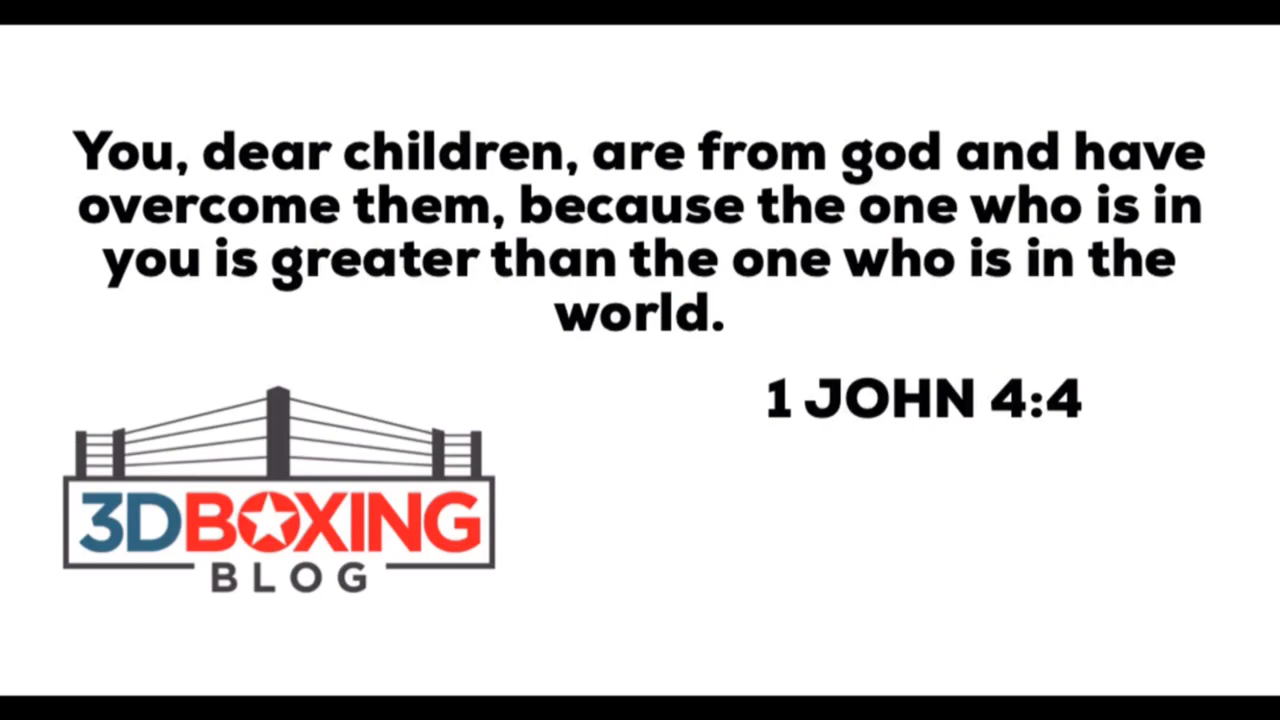 You, dear children, are from god and have
overcome them, because the one who is in
you is greater than the one who is in the
world.
1 JOHN 4:4
3DBOXING
BLOG